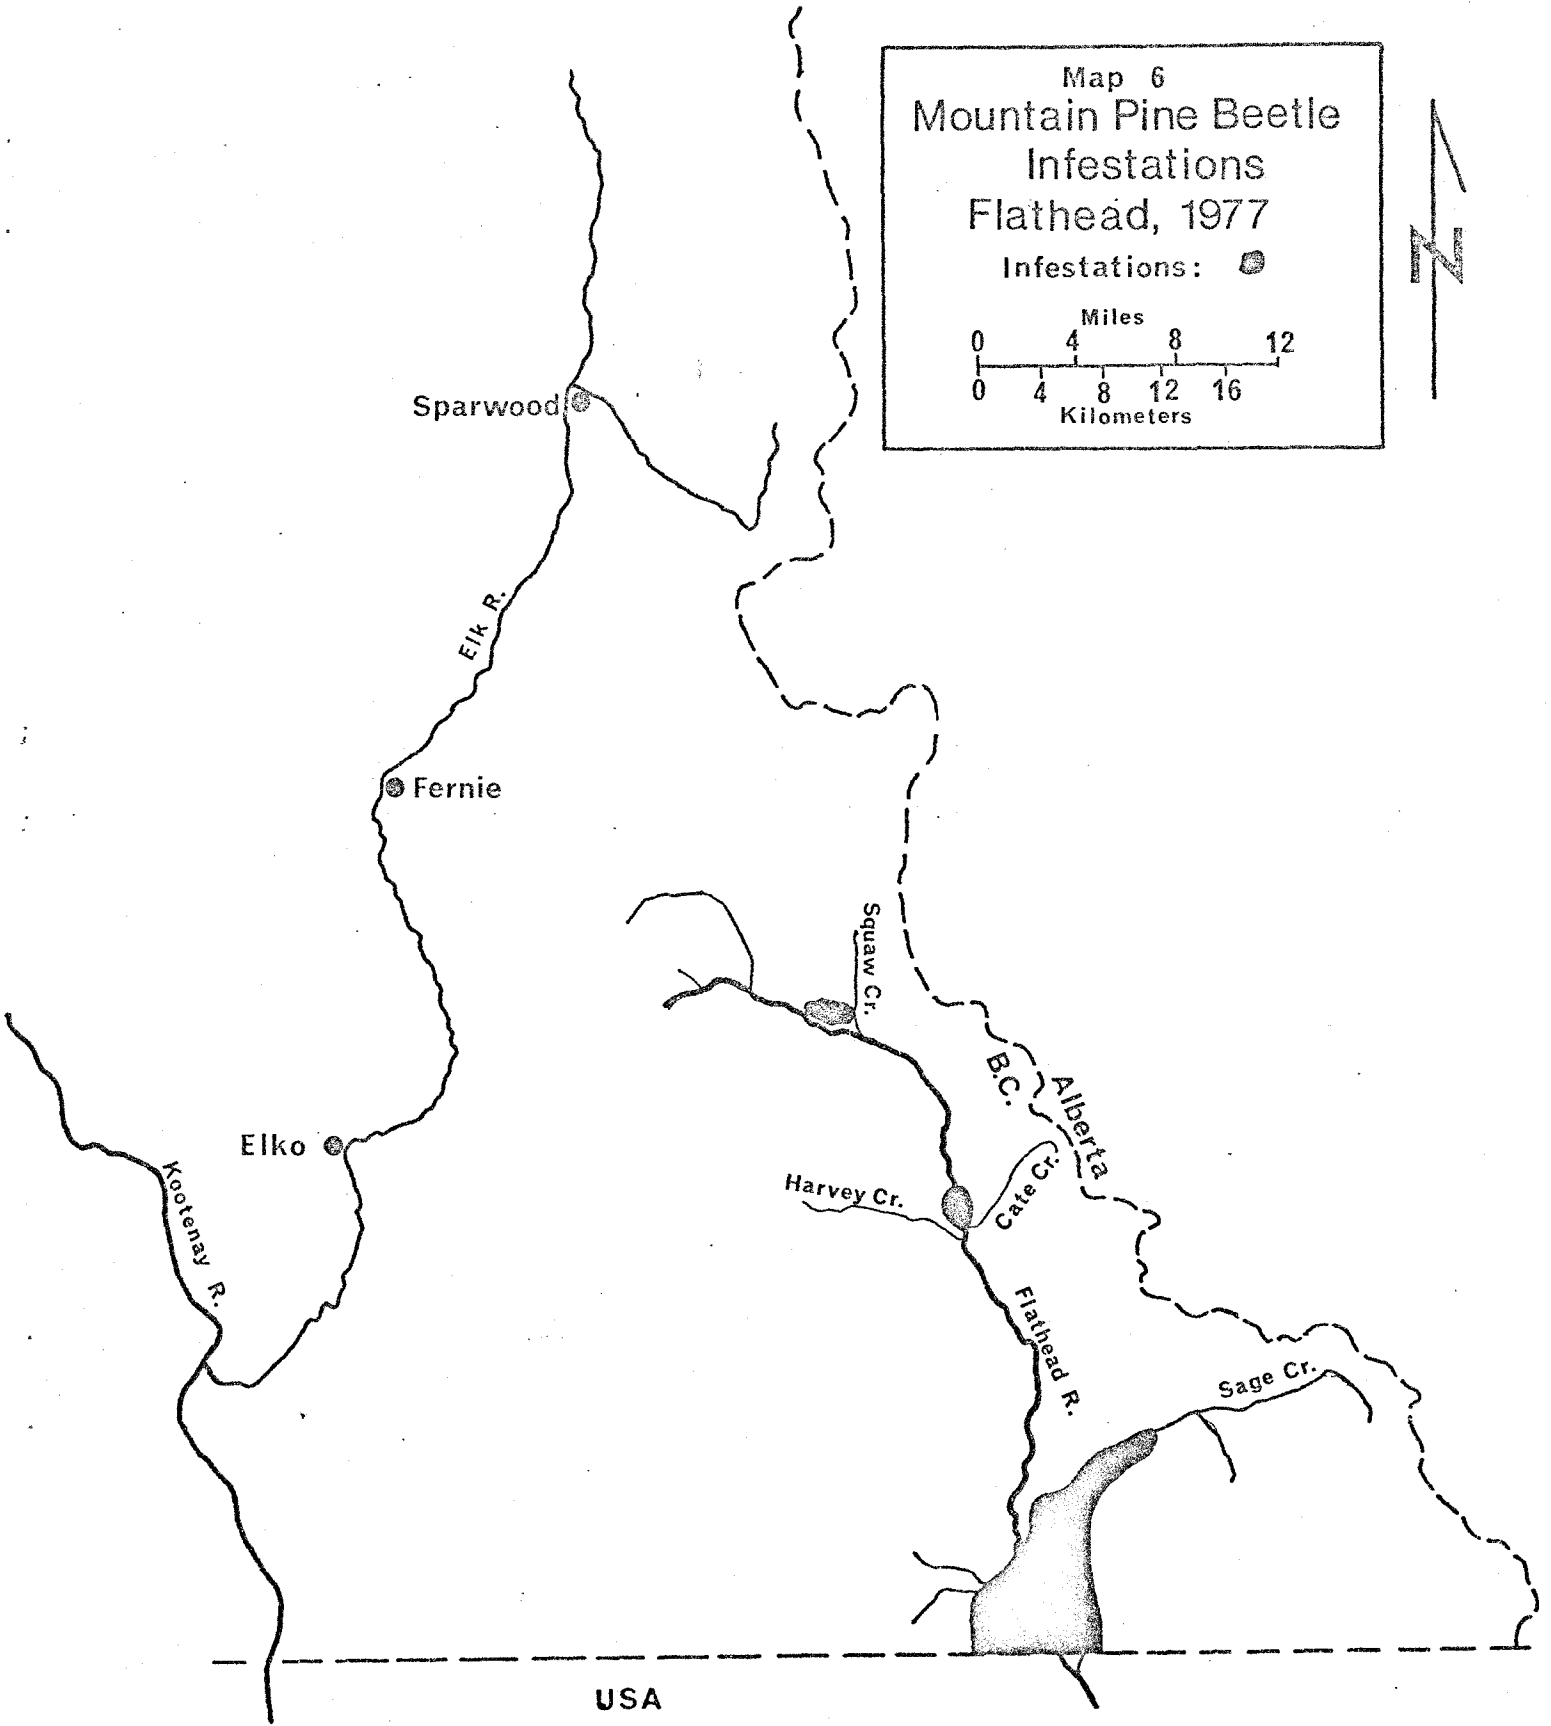 Map 6
Mountain Pine Beetle
Infestations
Flathead, 1977
Infestations:
Miles
0 4 8 12
0 4 8 12 16
Kilometers
N
Sparwood
Elk R.
Fernie
Squaw Cr.
B.C.
Alberta
Elko
Kootenay R.
Harvey Cr.
Cate Cr.
Flathead R.
Sage Cr.
USA